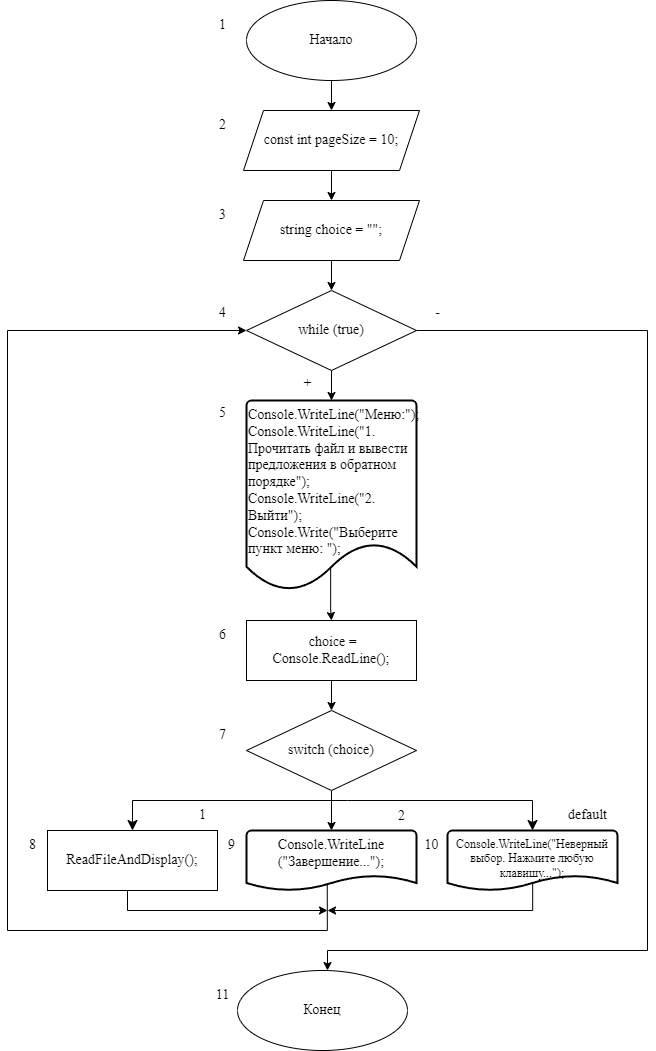 1
Начало
2
const int pageSize = 10;
3
string choice = "";
4
while (true)
-
+
5
Console.WriteLine("Меню:");
Console.WriteLine("1.
Прочитать файл и вывести
предложения в обратном
порядке");
Console.WriteLine("2.
Выйти");
Console.Write("Выберите
пункт меню: ");
6
choice =
Console.ReadLine();
7
switch (choice)
1
2
default
8
ReadFileAndDisplay();
9
Console.WriteLine
("Завершение...");
10
Console.WriteLine("Неверный
выбор. Нажмите любую
клавишу...");
11
Конец